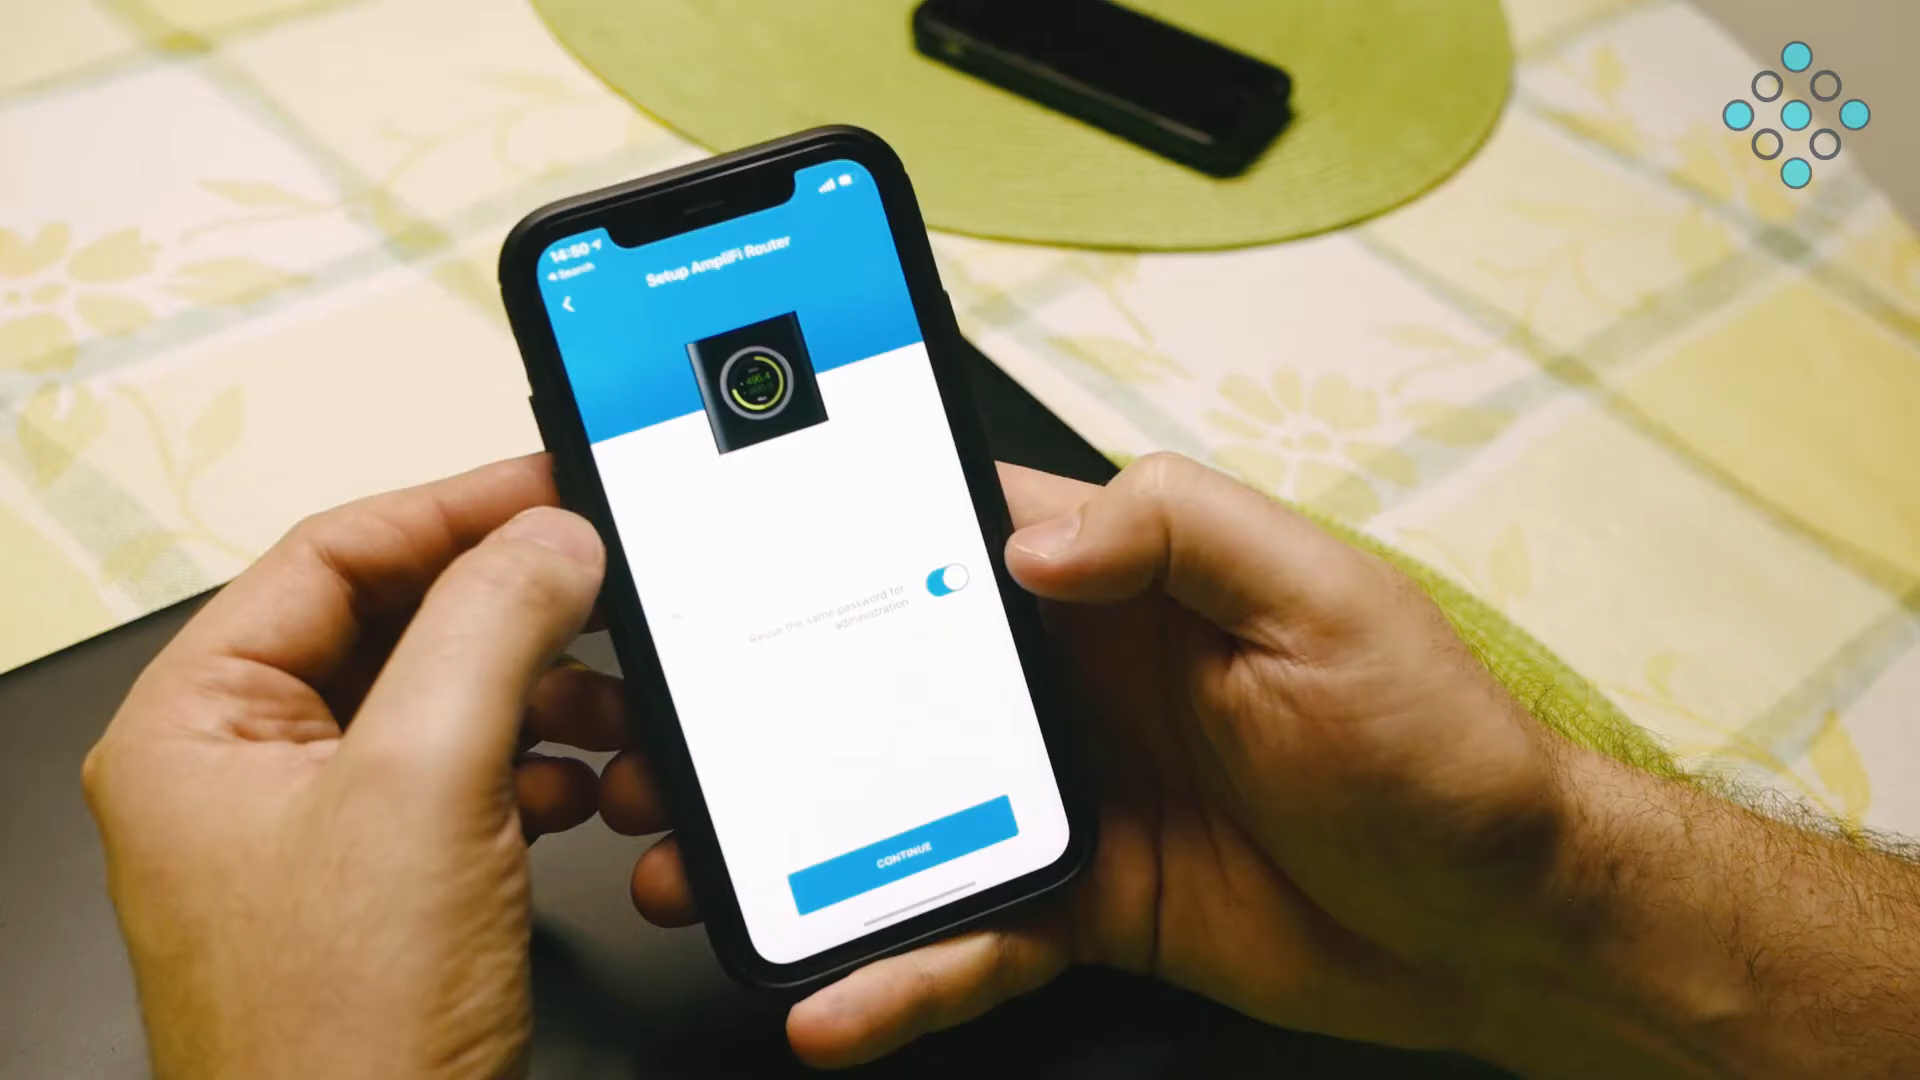 14:50
Search
Setup AmpliFi Router
Reuse the same password for
administration
CONTINUE